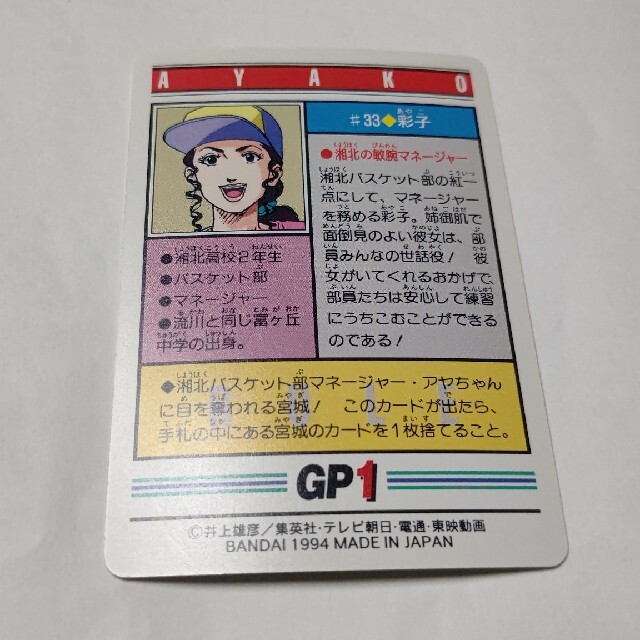 AYAKO
♯33◆彩子
●湘北の敏腕マネージャー
湘北バスケット部の紅一
点にして、マネージャー
を務める彩子。姉御肌で
面倒見のよい彼女は、部
員みんなの世話役! 彼
女がいてくれるおかげで、
部員たちは安心して練習
にうちこむことができる
のである!
●湘北高校2年生
●バスケット部
●マネージャー
●流川と同じ富ヶ丘
中学の出身。
◆湘北バスケット部マネージャー・アヤちゃん
に目を奪われる宮城! このカードが出たら、
手札の中にある宮城のカードを1枚捨てること。
GP1
©井上雄彦/集英社・テレビ朝日・電通・東映動画
BANDAI 1994 MADE IN JAPAN